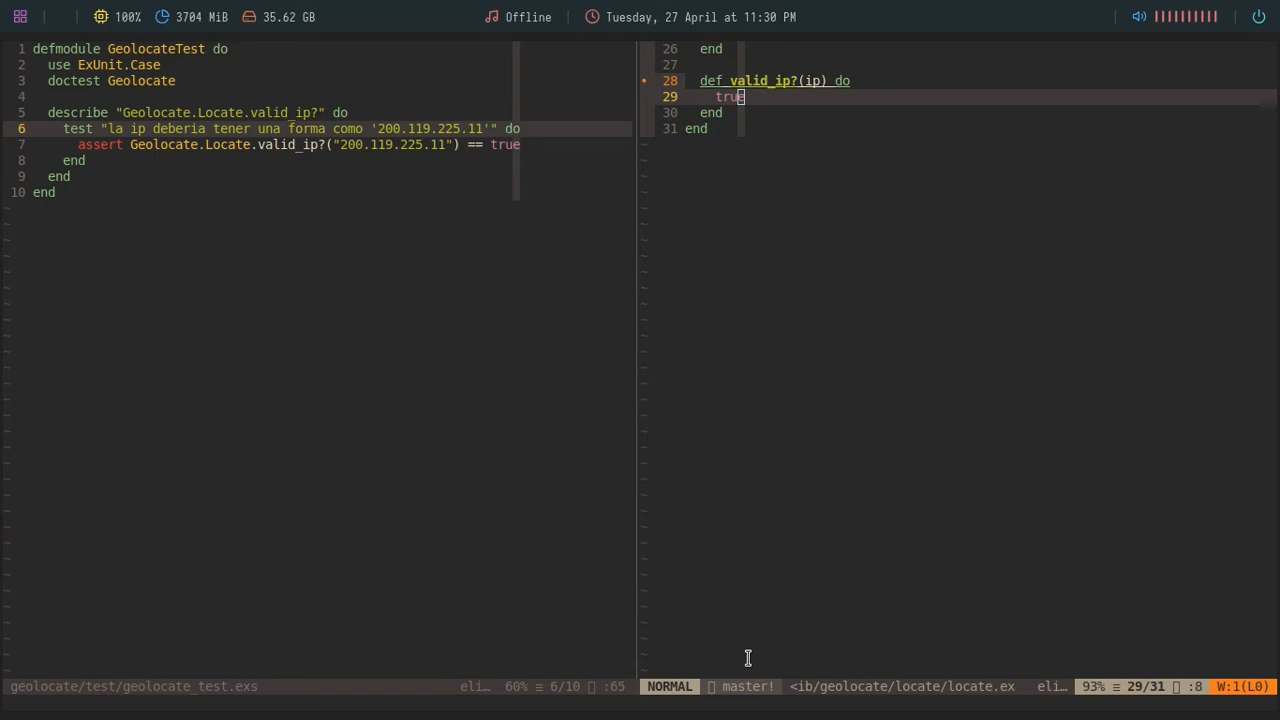 100% 3704 MiB 35.62 GB Offline Tuesday, 27 April at 11:30 PM
1 defmodule GeolocateTest do
2 use ExUnit.Case
3 doctest Geolocate
4
5 describe "Geolocate.Locate.valid_ip?" do
6 test "la ip deberia tener una forma como '200.119.225.11'" do
7 assert Geolocate.Locate.valid_ip?("200.119.225.11") == true
8 end
9 end
10 end
geolocate/test/geolocate_test.exs eli… 60% ≡ 6/10 :65
26 end
27
28 def valid_ip?(ip) do
29 true
30 end
31 end
NORMAL master! <ib/geolocate/locate/locate.ex eli… 93% ≡ 29/31 :8 W:1(L0)